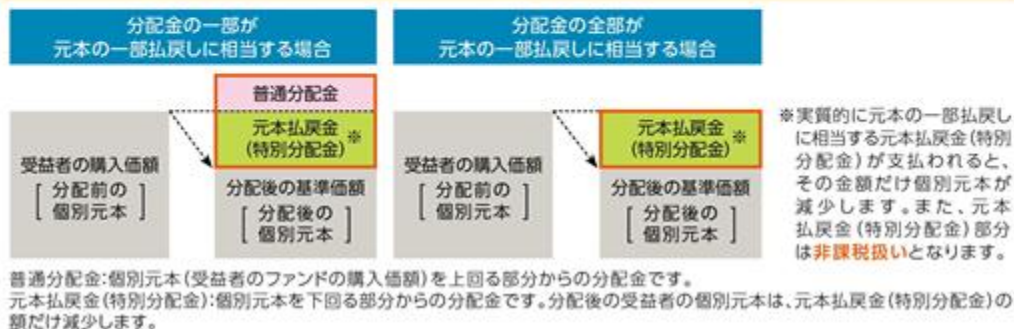 分配金の一部が
元本の一部払戻しに相当する場合
分配金の全部が
元本の一部払戻しに相当する場合
普通分配金
元本払戻金
(特別分配金)
※
受益者の購入価額
[分配前の
個別元本]
分配後の基準価額
[分配後の
個別元本]
元本払戻金
(特別分配金)
※
受益者の購入価額
[分配前の
個別元本]
分配後の基準価額
[分配後の
個別元本]
※実質的に元本の一部払戻し
に相当する元本払戻金(特別
分配金)が支払われると、
その金額だけ個別元本が
減少します。また、元本
払戻金(特別分配金)部分
は非課税扱いとなります。
普通分配金:個別元本(受益者のファンドの購入価額)を上回る部分からの分配金です。
元本払戻金(特別分配金):個別元本を下回る部分からの分配金です。分配後の受益者の個別元本は、元本払戻金(特別分配金)の
額だけ減少します。